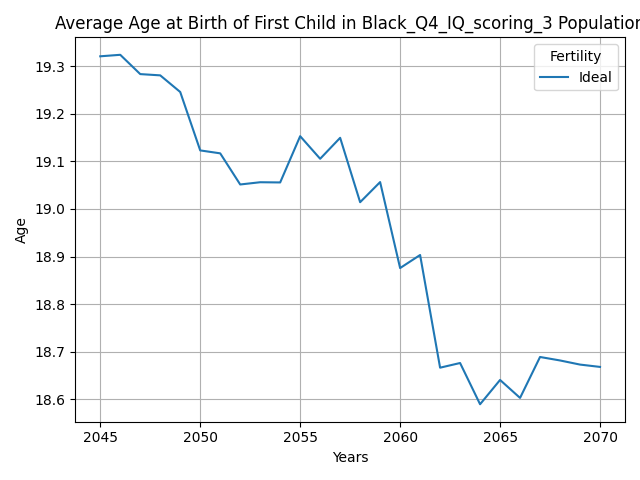 Average Age at Birth of First Child in Black_Q4_IQ_scoring_3 Population
Fertility
Ideal
19.3
19.2
19.1
19.0
18.9
18.8
18.7
18.6
Age
2045 2050 2055 2060 2065 2070
Years